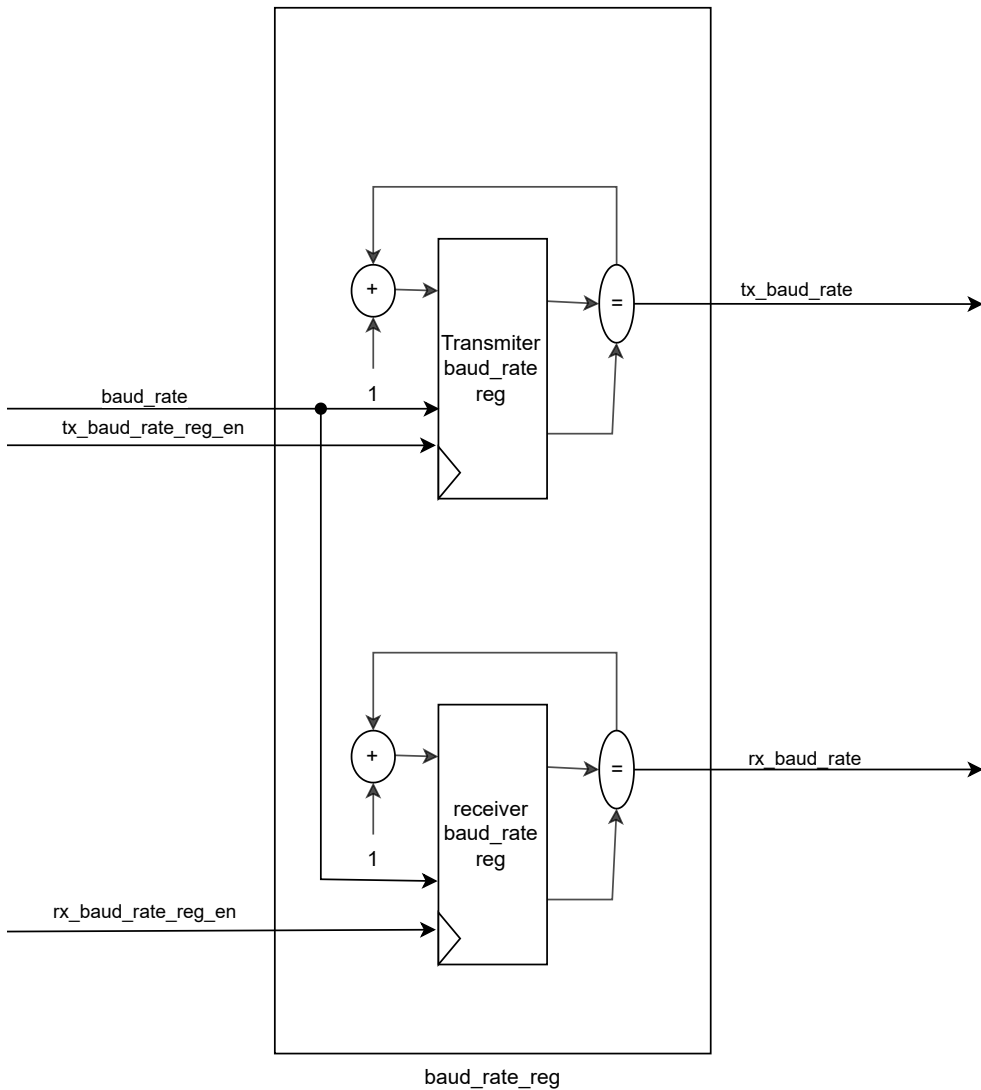 +
=
tx_baud_rate
Transmiter
baud_rate
reg
1
baud_rate
tx_baud_rate_reg_en
+
=
rx_baud_rate
receiver
baud_rate
reg
1
rx_baud_rate_reg_en
baud_rate_reg